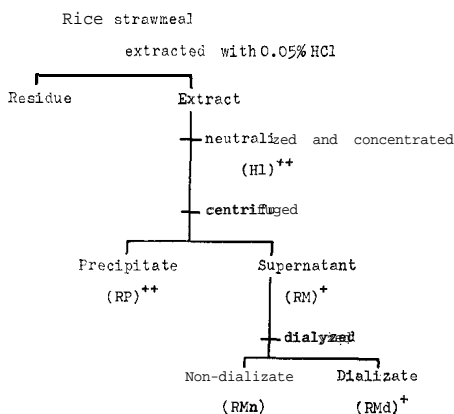 Rice strawmeal
extracted with 0.05% HCl
Residue Extract
neutralized and concentrated
(Hl)++
centrifuged
Precipitate Supernatant
(RP)++ (RM)+
dialyzed
Non-dializate Dializate
(RMn) (RMd)+